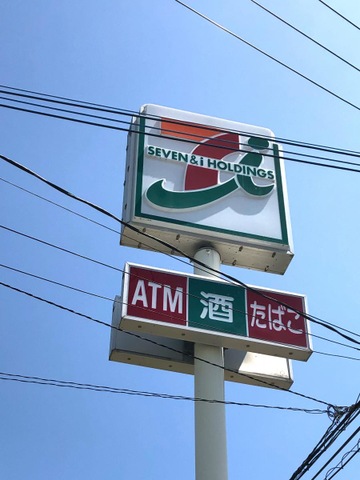 SEVEN&i HOLDINGS
ATM 酒 たばこ